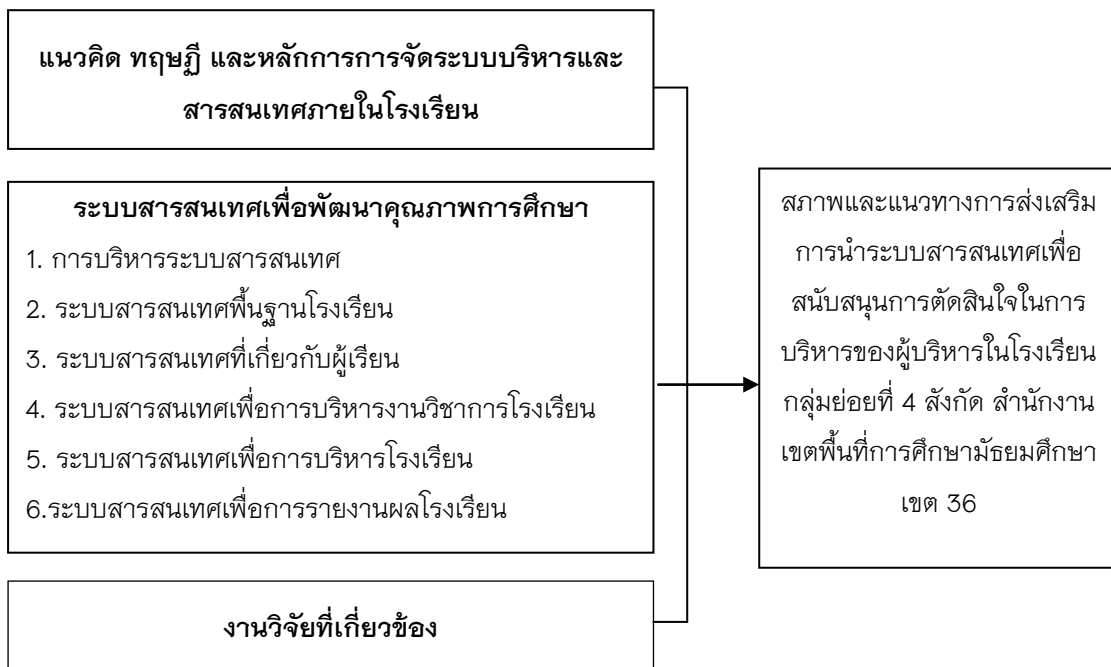 แนวคิด ทฤษฏี และหลักการการจัดระบบบริหารและ
สารสนเทศภายในโรงเรียน
ระบบสารสนเทศเพื่อพัฒนาคุณภาพการศึกษา
1. การบริหารระบบสารสนเทศ
2. ระบบสารสนเทศพื้นฐานโรงเรียน
3. ระบบสารสนเทศที่เกี่ยวกับผู้เรียน
4. ระบบสารสนเทศเพื่อการบริหารงานวิชาการโรงเรียน
5. ระบบสารสนเทศเพื่อการบริหารโรงเรียน
6.ระบบสารสนเทศเพื่อการรายงานผลโรงเรียน
งานวิจัยที่เกี่ยวข้อง
สภาพและแนวทางการส่งเสริม
การนำระบบสารสนเทศเพื่อ
สนับสนุนการตัดสินใจในการ
บริหารของผู้บริหารในโรงเรียน
กลุ่มย่อยที่ 4 สังกัด สำนักงาน
เขตพื้นที่การศึกษามัธยมศึกษา
เขต 36